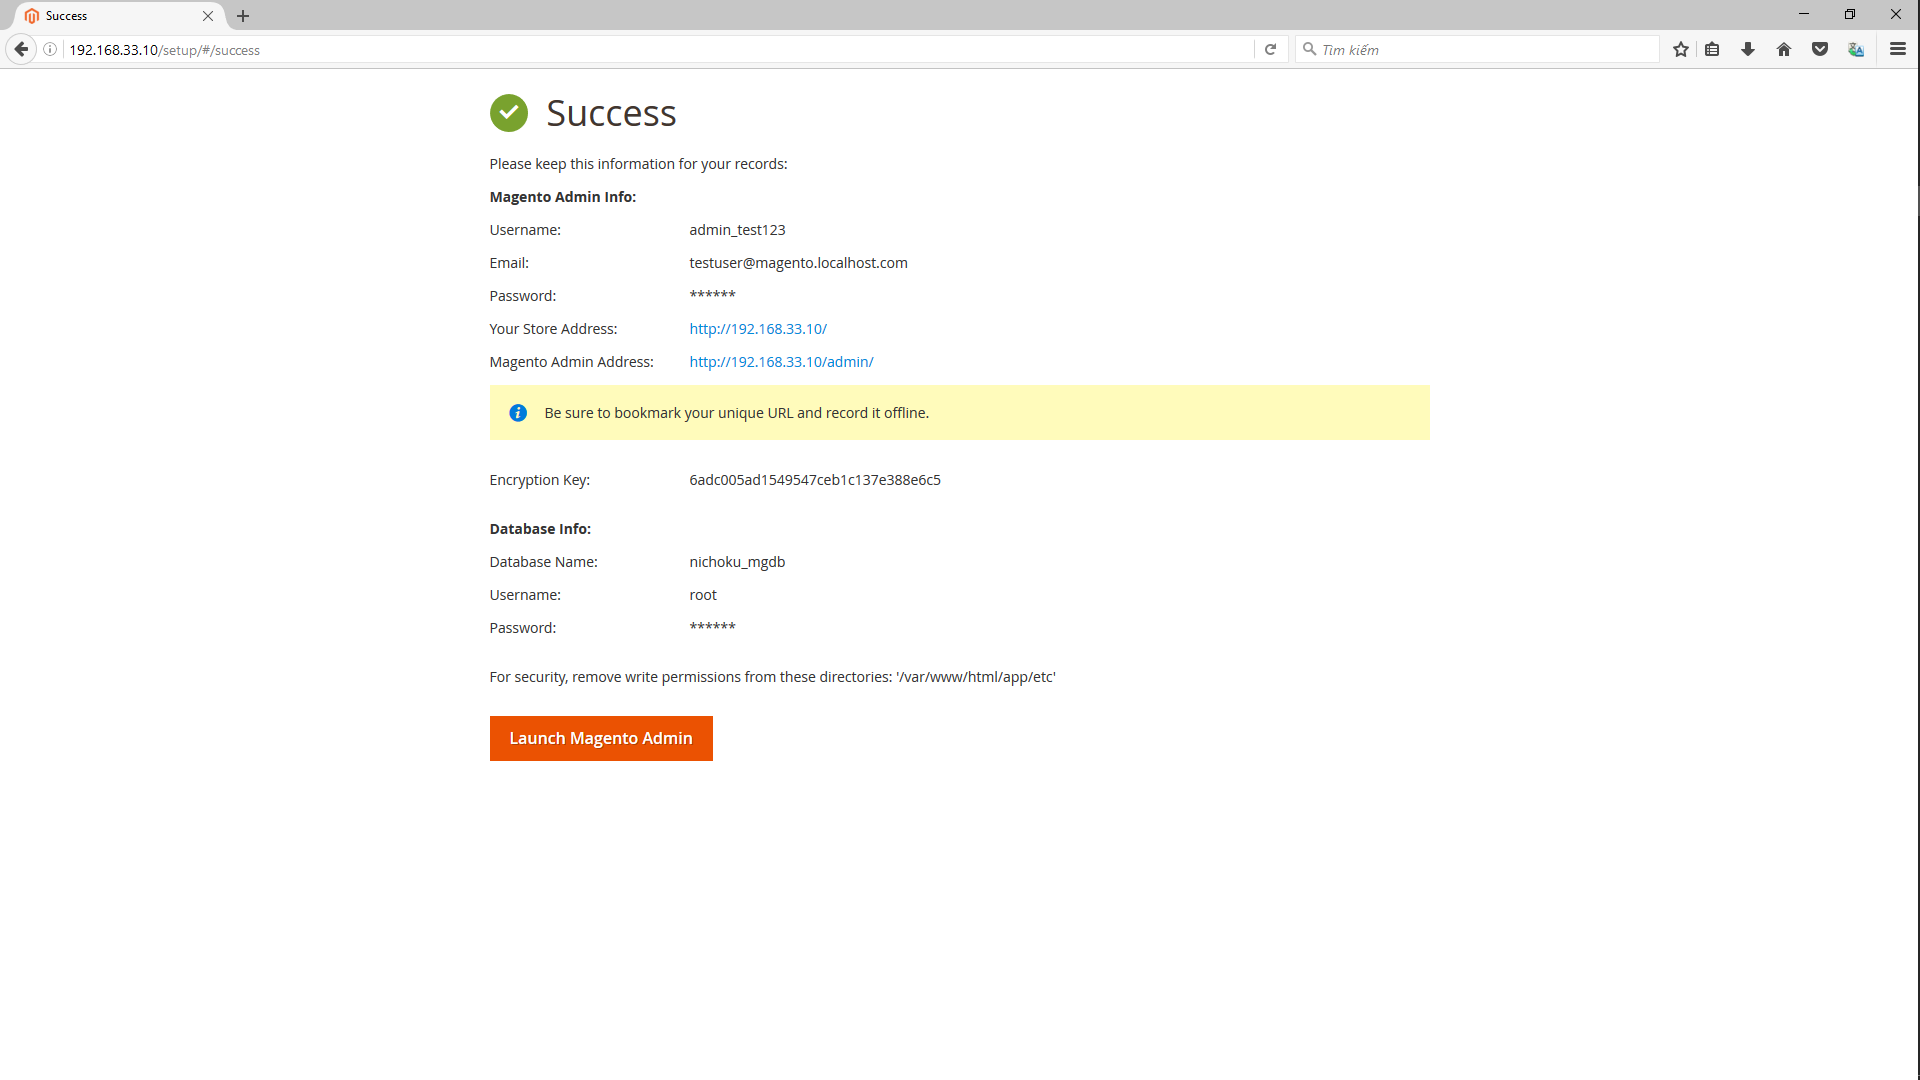 Success
192.168.33.10/setup/#/success
Tìm kiếm
Success
Please keep this information for your records:
Magento Admin Info:
Username: admin_test123
Email: testuser@magento.localhost.com
Password: ******
Your Store Address: http://192.168.33.10/
Magento Admin Address: http://192.168.33.10/admin/
Be sure to bookmark your unique URL and record it offline.
Encryption Key: 6adc005ad1549547ceb1c137e388e6c5
Database Info:
Database Name: nichoku_mgdb
Username: root
Password: ******
For security, remove write permissions from these directories: '/var/www/html/app/etc'
Launch Magento Admin